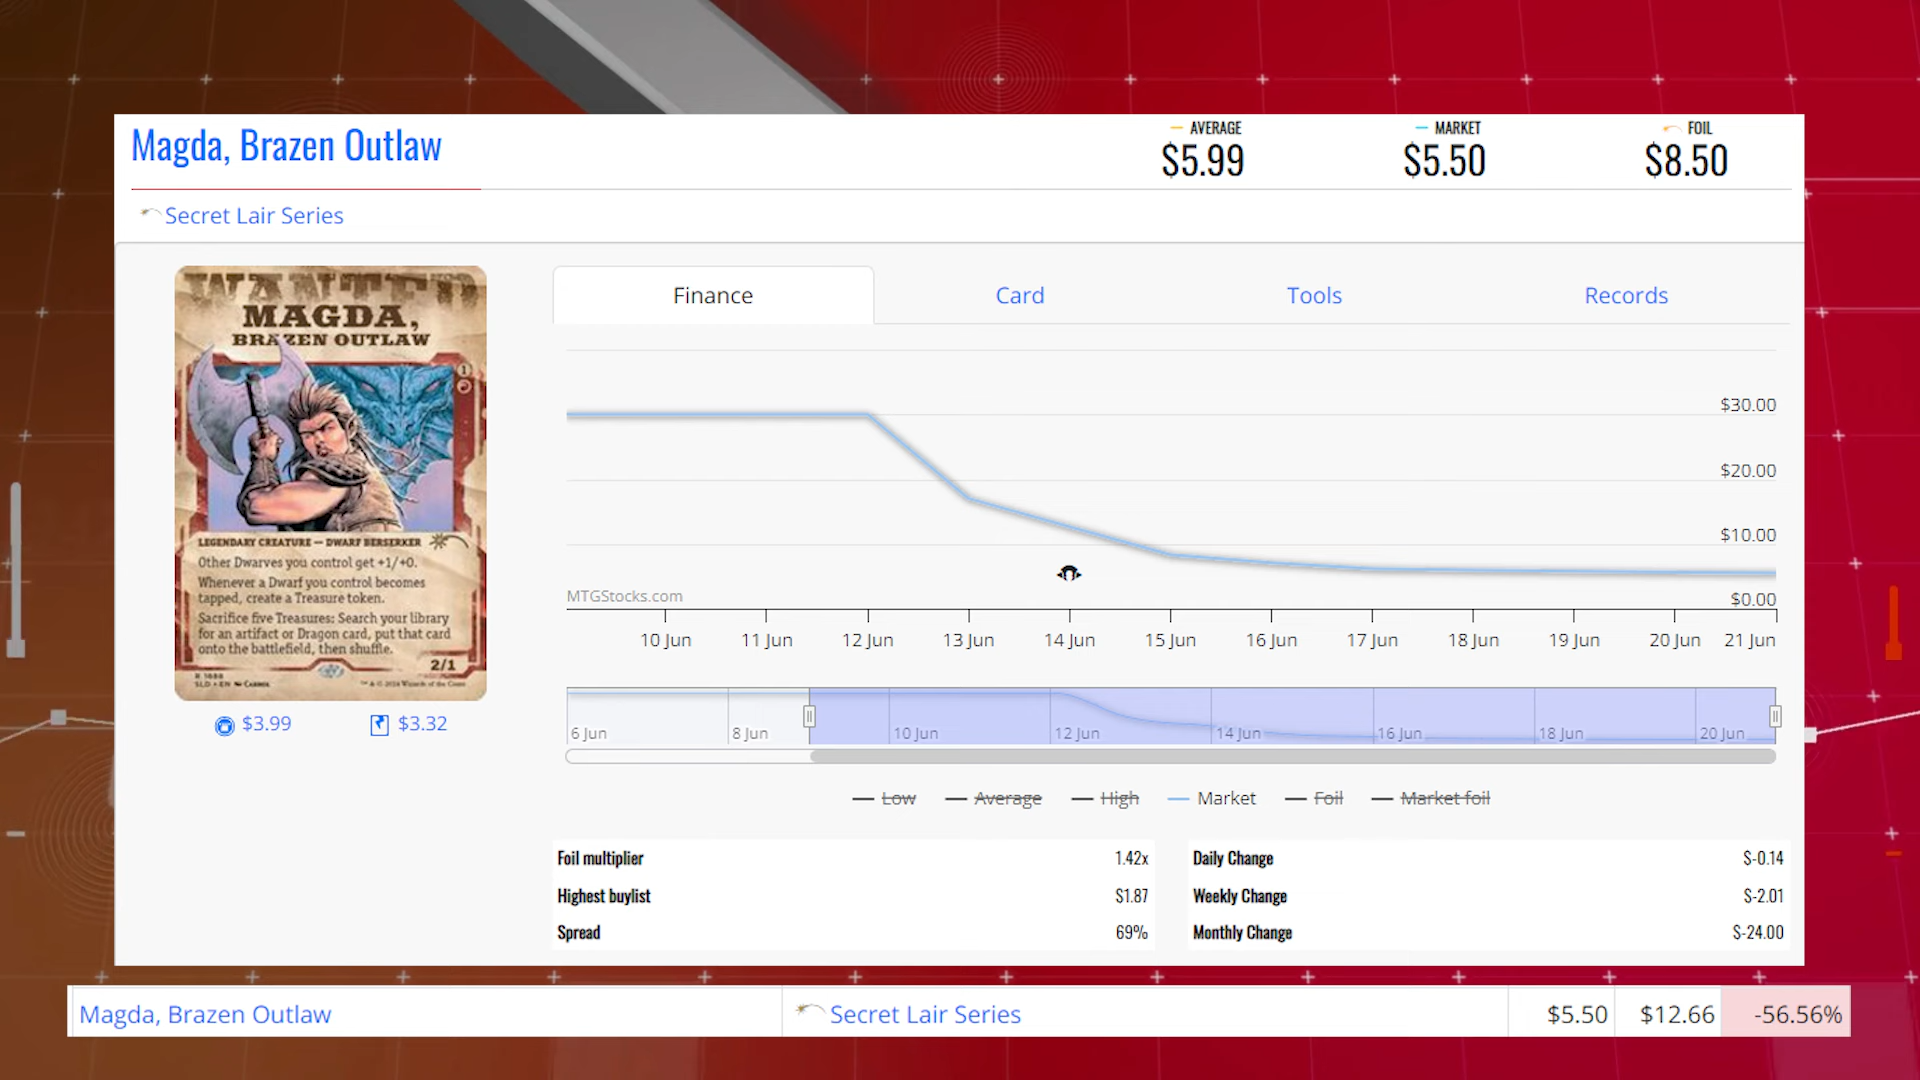 Magda, Brazen Outlaw
AVERAGE
$5.99
MARKET
$5.50
FOIL
$8.50
Secret Lair Series
WANTED
MAGDA,
BRAZEN OUTLAW
1
LEGENDARY CREATURE — DWARF BERSERKER
Other Dwarves you control get +1/+0.
Whenever a Dwarf you control becomes
tapped, create a Treasure token.
Sacrifice five Treasures: Search your library
for an artifact or Dragon card, put that card
onto the battlefield, then shuffle.
2/1
SLD • EN
$3.99
$3.32
Finance
Card
Tools
Records
$30.00
$20.00
$10.00
$0.00
MTGStocks.com
10 Jun
11 Jun
12 Jun
13 Jun
14 Jun
15 Jun
16 Jun
17 Jun
18 Jun
19 Jun
20 Jun
21 Jun
6 Jun
8 Jun
10 Jun
12 Jun
14 Jun
16 Jun
18 Jun
20 Jun
Low
Average
High
Market
Foil
Market foil
Foil multiplier 1.42x
Highest buylist $1.87
Spread 69%
Daily Change $-0.14
Weekly Change $-2.01
Monthly Change $-24.00
Magda, Brazen Outlaw
Secret Lair Series
$5.50
$12.66
-56.56%